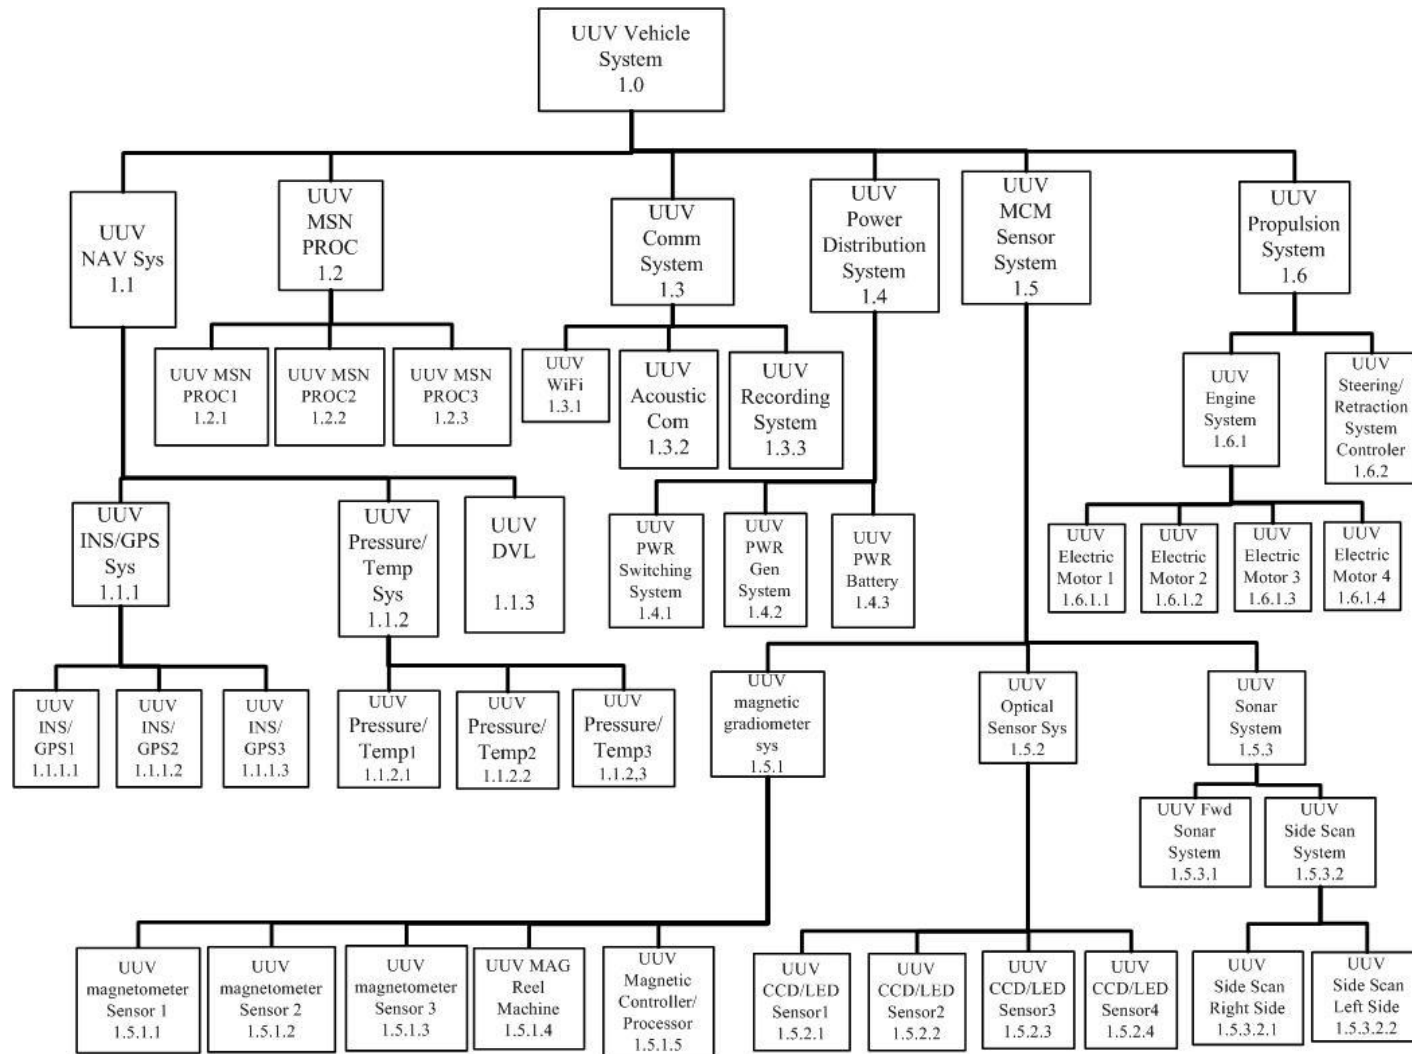 UUV Vehicle
System
1.0
UUV
NAV Sys
1.1
UUV
MSN
PROC
1.2
UUV
Comm
System
1.3
UUV
Power
Distribution
System
1.4
UUV
MCM
Sensor
System
1.5
UUV
Propulsion
System
1.6
UUV MSN
PROC1
1.2.1
UUV MSN
PROC2
1.2.2
UUV MSN
PROC3
1.2.3
UUV
WiFi
1.3.1
UUV
Acoustic
Com
1.3.2
UUV
Recording
System
1.3.3
UUV
Engine
System
1.6.1
UUV
Steering/
Retraction
System
Controler
1.6.2
UUV
INS/GPS
Sys
1.1.1
UUV
Pressure/
Temp
Sys
1.1.2
UUV
DVL
1.1.3
UUV
PWR
Switching
System
1.4.1
UUV
PWR
Gen
System
1.4.2
UUV
PWR
Battery
1.4.3
UUV
Electric
Motor 1
1.6.1.1
UUV
Electric
Motor 2
1.6.1.2
UUV
Electric
Motor 3
1.6.1.3
UUV
Electric
Motor 4
1.6.1.4
UUV
INS/
GPS1
1.1.1.1
UUV
INS/
GPS2
1.1.1.2
UUV
INS/
GPS3
1.1.1.3
UUV
Pressure/
Temp1
1.1.2.1
UUV
Pressure/
Temp2
1.1.2.2
UUV
Pressure/
Temp3
1.1.2,3
UUV
magnetic
gradiometer
sys
1.5.1
UUV
Optical
Sensor Sys
1.5.2
UUV
Sonar
System
1.5.3
UUV Fwd
Sonar
System
1.5.3.1
UUV
Side Scan
System
1.5.3.2
UUV
magnetometer
Sensor 1
1.5.1.1
UUV
magnetometer
Sensor 2
1.5.1.2
UUV
magnetometer
Sensor 3
1.5.1.3
UUV MAG
Reel
Machine
1.5.1.4
UUV
Magnetic
Controller/
Processor
1.5.1.5
UUV
CCD/LED
Sensor1
1.5.2.1
UUV
CCD/LED
Sensor2
1.5.2.2
UUV
CCD/LED
Sensor3
1.5.2.3
UUV
CCD/LED
Sensor4
1.5.2.4
UUV
Side Scan
Right Side
1.5.3.2.1
UUV
Side Scan
Left Side
1.5.3.2.2